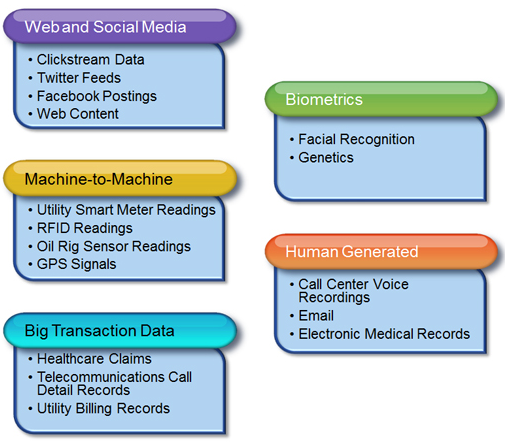 Web and Social Media
• Clickstream Data
• Twitter Feeds
• Facebook Postings
• Web Content
Machine-to-Machine
• Utility Smart Meter Readings
• RFID Readings
• Oil Rig Sensor Readings
• GPS Signals
Big Transaction Data
• Healthcare Claims
• Telecommunications Call
Detail Records
• Utility Billing Records
Biometrics
• Facial Recognition
• Genetics
Human Generated
• Call Center Voice
Recordings
• Email
• Electronic Medical Records